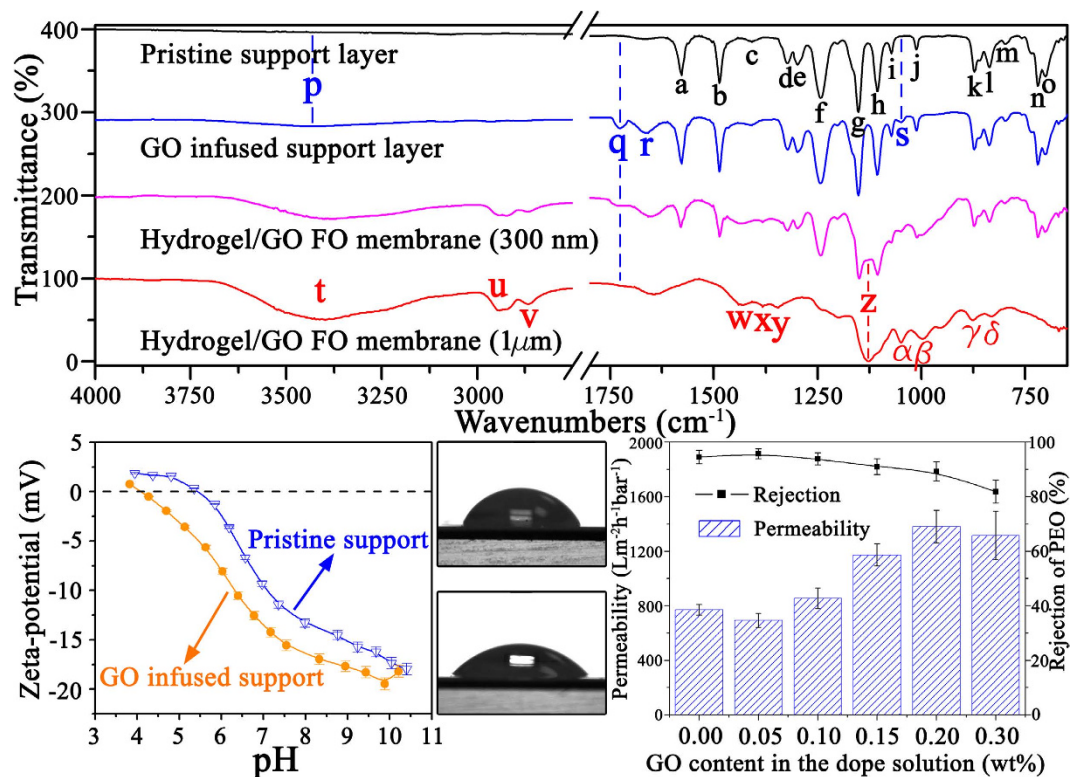 400
300
200
100
0
Transmittance (%)
Pristine support layer
GO infused support layer
Hydrogel/GO FO membrane (300 nm)
Hydrogel/GO FO membrane (1μm)
p
a
b
c
d
e
f
g
h
i
j
k
l
m
n
o
q
r
s
t
u
v
w
x
y
z
α
β
γ
δ
4000 3750 3500 3250 3000 1750 1500 1250 1000 750
Wavenumbers (cm-1)
5
0
-5
-10
-15
-20
Zeta-potential (mV)
Pristine support
GO infused support
3 4 5 6 7 8 9 10 11
pH
2000
1600
1200
800
400
0
Permeability (Lm-2h-1bar-1)
Rejection
Permeability
100
80
60
40
20
0
Rejection of PEO (%)
0.00 0.05 0.10 0.15 0.20 0.30
GO content in the dope solution (wt%)